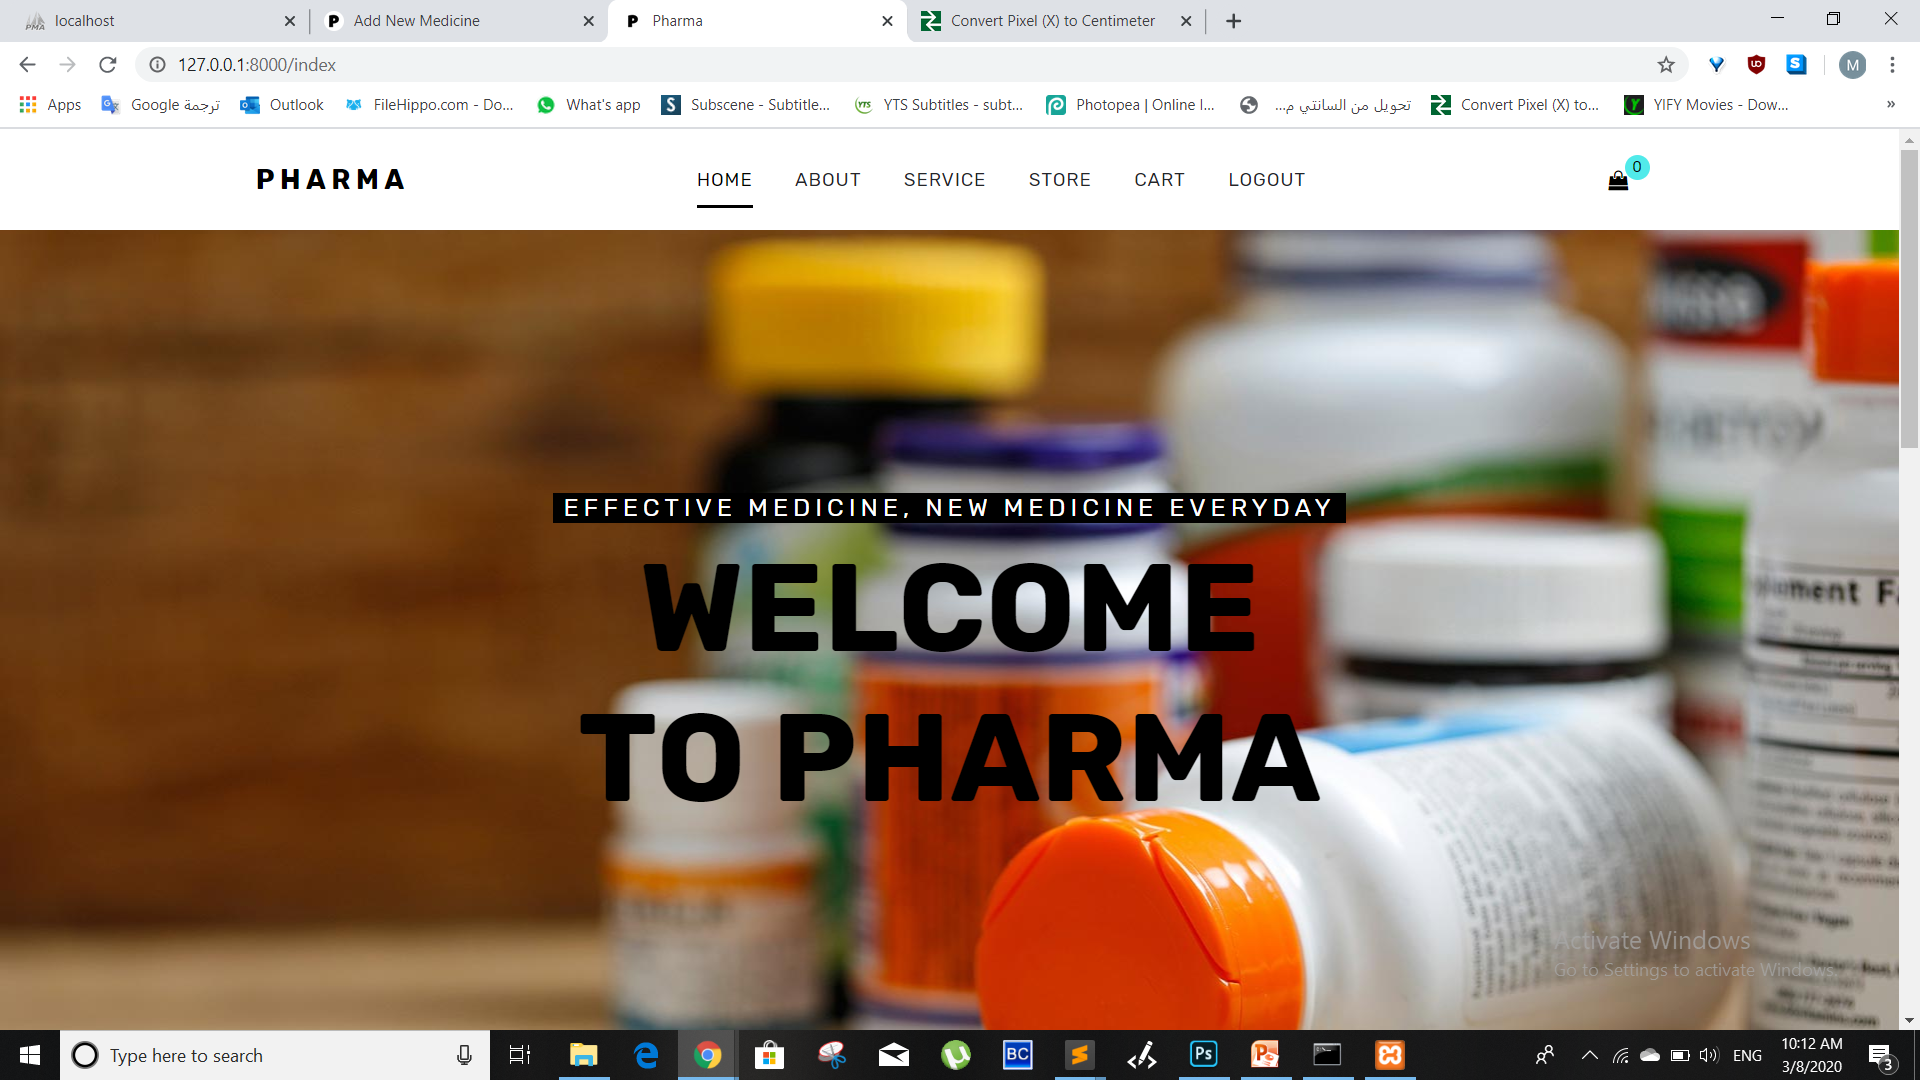 localhost
Add New Medicine
Pharma
Convert Pixel (X) to Centimeter
127.0.0.1:8000/index
M
Apps
Google ترجمة
Outlook
FileHippo.com - Do...
What's app
Subscene - Subtitle...
YTS Subtitles - subt...
Photopea | Online I...
تحويل من السانتي م...
Convert Pixel (X) to...
YIFY Movies - Dow...
»
PHARMA
HOME
ABOUT
SERVICE
STORE
CART
LOGOUT
0
EFFECTIVE MEDICINE, NEW MEDICINE EVERYDAY
WELCOME
TO PHARMA
Activate Windows
Go to Settings to activate Windows.
Type here to search
BC
Ps
ENG
10:12 AM
3/8/2020
3